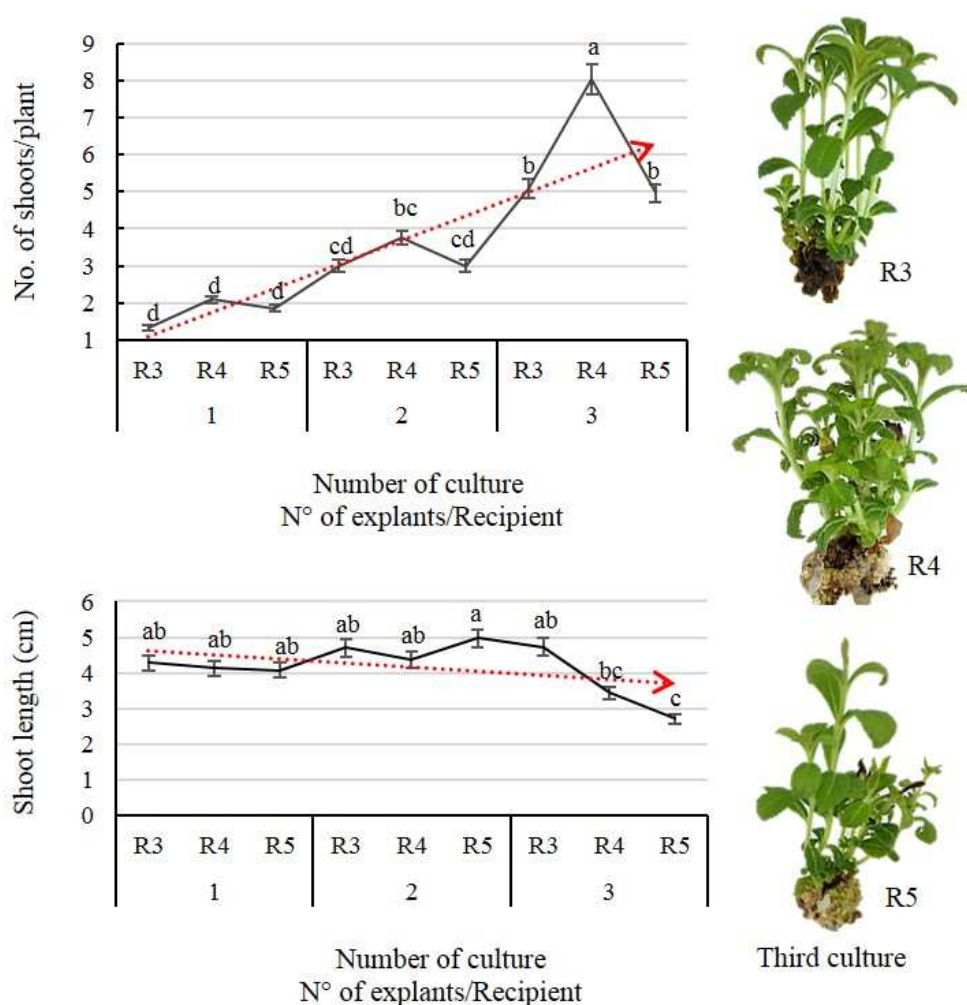 No. of shoots/plant
9
8
7
6
5
4
3
2
1
d
d
d
cd
bc
cd
b
a
b
R3 R4 R5 R3 R4 R5 R3 R4 R5
1 2 3
Number of culture
N° of explants/Recipient
R3
R4
Shoot length (cm)
6
5
4
3
2
1
0
ab
ab
ab
ab
ab
a
ab
bc
c
R3 R4 R5 R3 R4 R5 R3 R4 R5
1 2 3
Number of culture
N° of explants/Recipient
R5
Third culture